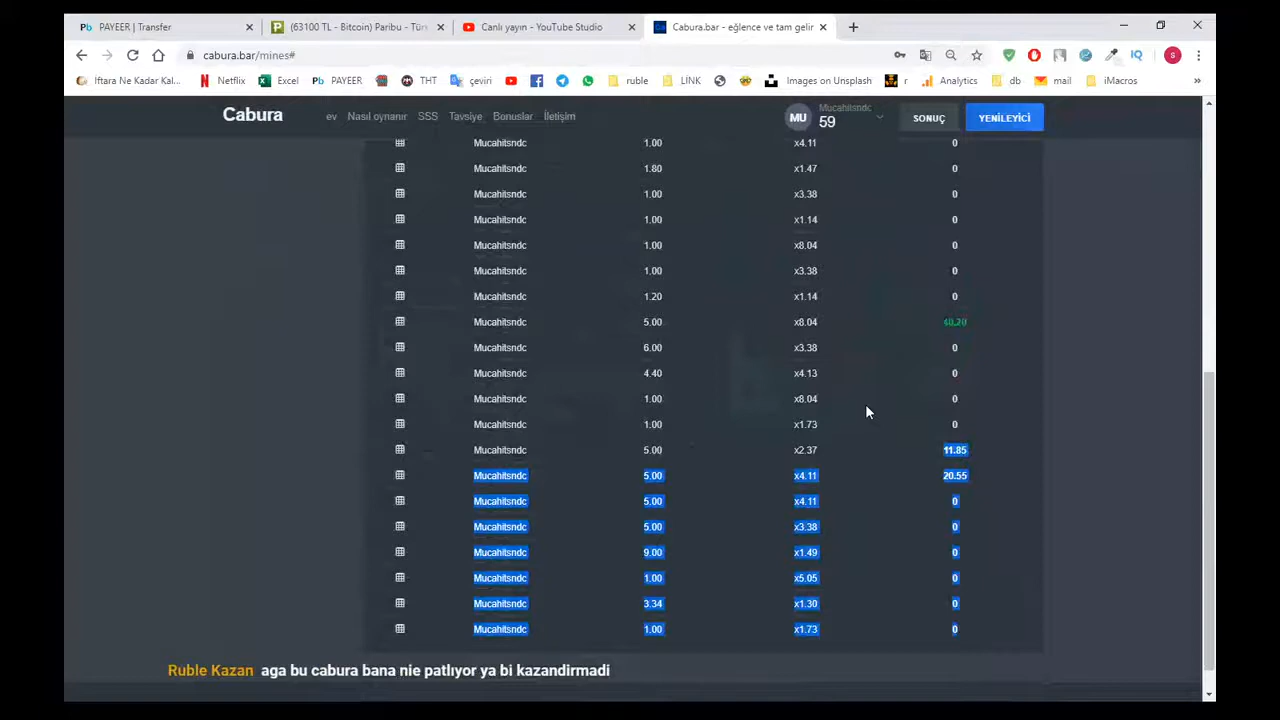 PAYEER | Transfer
(63100 TL - Bitcoin) Paribu - Tür
Canlı yayın - YouTube Studio
Cabura.bar - eğlence ve tam gelir
cabura.bar/mines#
İftara Ne Kadar Kal... Netflix Excel PAYEER THT çeviri ruble LINK Images on Unsplash r Analytics db mail iMacros »
Cabura ev Nasıl oynanır SSS Tavsiye Bonuslar İletişim MU Mucahitsndc 59 SONUÇ YENİLEYİCİ
Mucahitsndc 1.00 x4.11 0
Mucahitsndc 1.80 x1.47 0
Mucahitsndc 1.00 x3.38 0
Mucahitsndc 1.00 x1.14 0
Mucahitsndc 1.00 x8.04 0
Mucahitsndc 1.00 x3.38 0
Mucahitsndc 1.20 x1.14 0
Mucahitsndc 5.00 x8.04 40.20
Mucahitsndc 6.00 x3.38 0
Mucahitsndc 4.40 x4.13 0
Mucahitsndc 1.00 x8.04 0
Mucahitsndc 1.00 x1.73 0
Mucahitsndc 5.00 x2.37 11.85
Mucahitsndc 5.00 x4.11 20.55
Mucahitsndc 5.00 x4.11 0
Mucahitsndc 5.00 x3.38 0
Mucahitsndc 9.00 x1.49 0
Mucahitsndc 1.00 x5.05 0
Mucahitsndc 3.34 x1.30 0
Mucahitsndc 1.00 x1.73 0
Ruble Kazan aga bu cabura bana nie patlıyor ya bi kazandirmadi